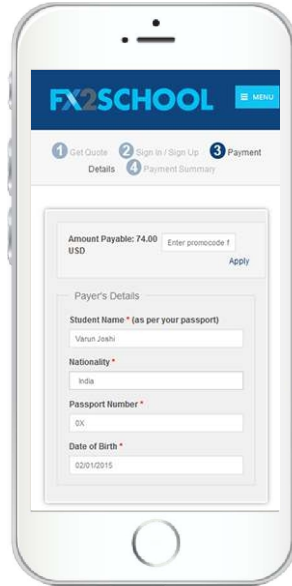 FX2SCHOOL
MENU
1 Get Quote 2 Sign In / Sign Up 3 Payment
Details 4 Payment Summary
Amount Payable: 74.00
USD
Enter promocode f
Apply
Payer's Details
Student Name * (as per your passport)
Varun Joshi
Nationality *
India
Passport Number *
0X
Date of Birth *
02/01/2015